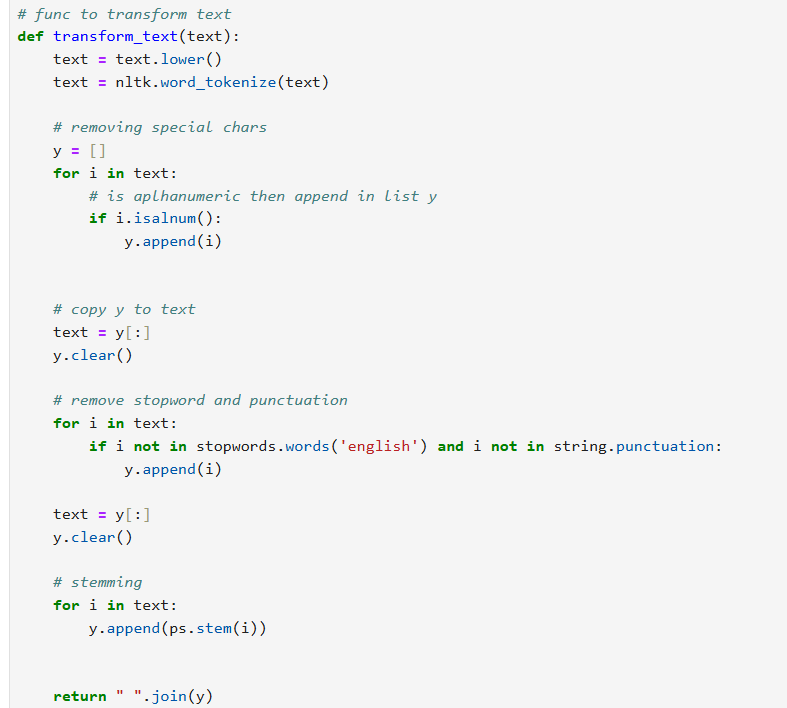 # func to transform text
def transform_text(text):
    text = text.lower()
    text = nltk.word_tokenize(text)

    # removing special chars
    y = []
    for i in text:
        # is aplhanumeric then append in list y
        if i.isalnum():
            y.append(i)


    # copy y to text
    text = y[:]
    y.clear()

    # remove stopword and punctuation
    for i in text:
        if i not in stopwords.words('english') and i not in string.punctuation:
            y.append(i)

    text = y[:]
    y.clear()

    # stemming
    for i in text:
        y.append(ps.stem(i))


    return " ".join(y)